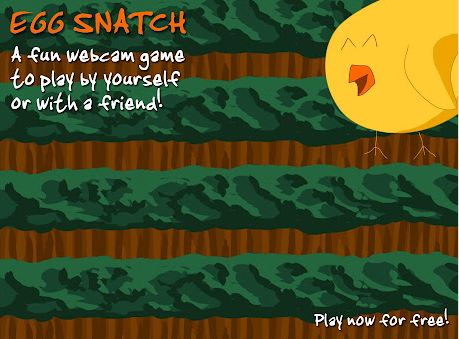 EGG SNATCH
A fun webcam game
to play by yourself
or with a friend!
Play now for free!